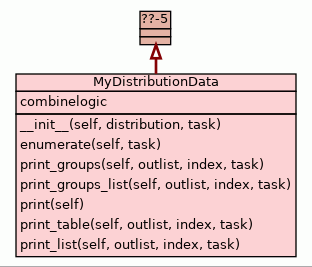 ??-5
MyDistributionData
combinelogic
__init__(self, distribution, task)
enumerate(self, task)
print_groups(self, outlist, index, task)
print_groups_list(self, outlist, index, task)
print(self)
print_table(self, outlist, index, task)
print_list(self, outlist, index, task)